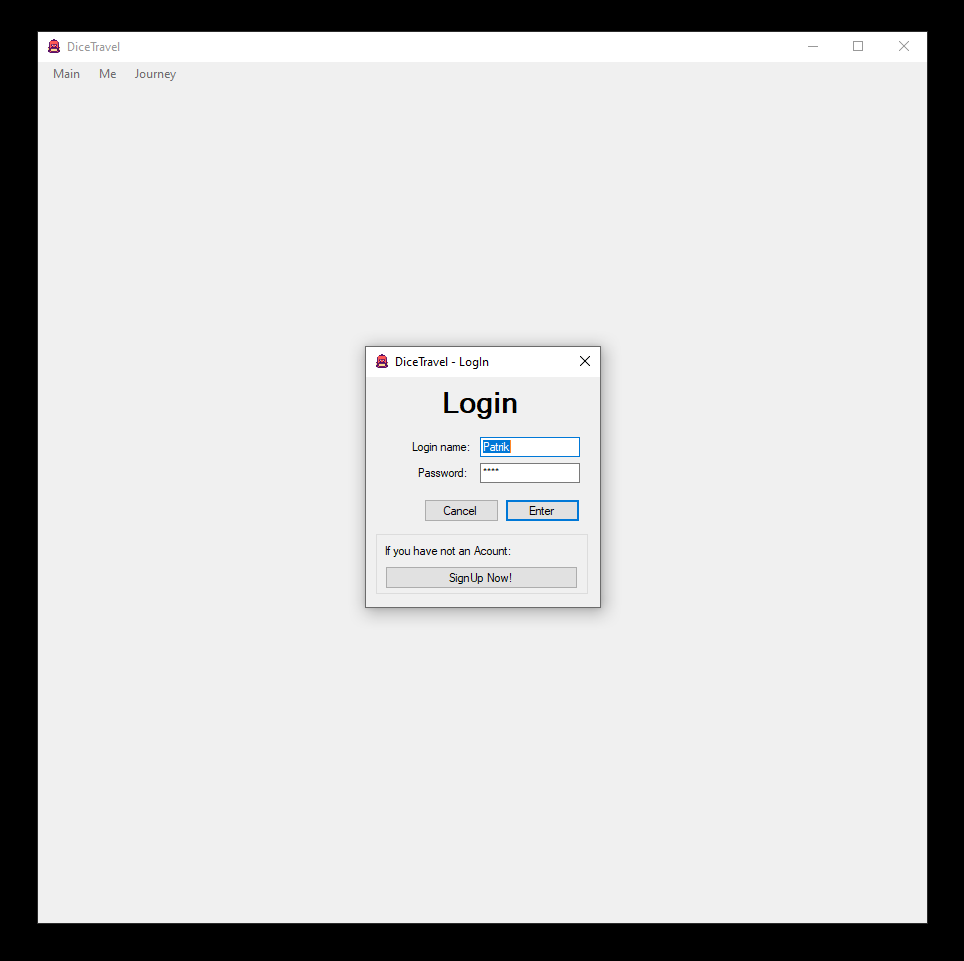 DiceTravel
Main Me Journey
DiceTravel - LogIn
Login
Login name: Patrik
Password: ****
Cancel Enter
If you have not an Acount:
SignUp Now!